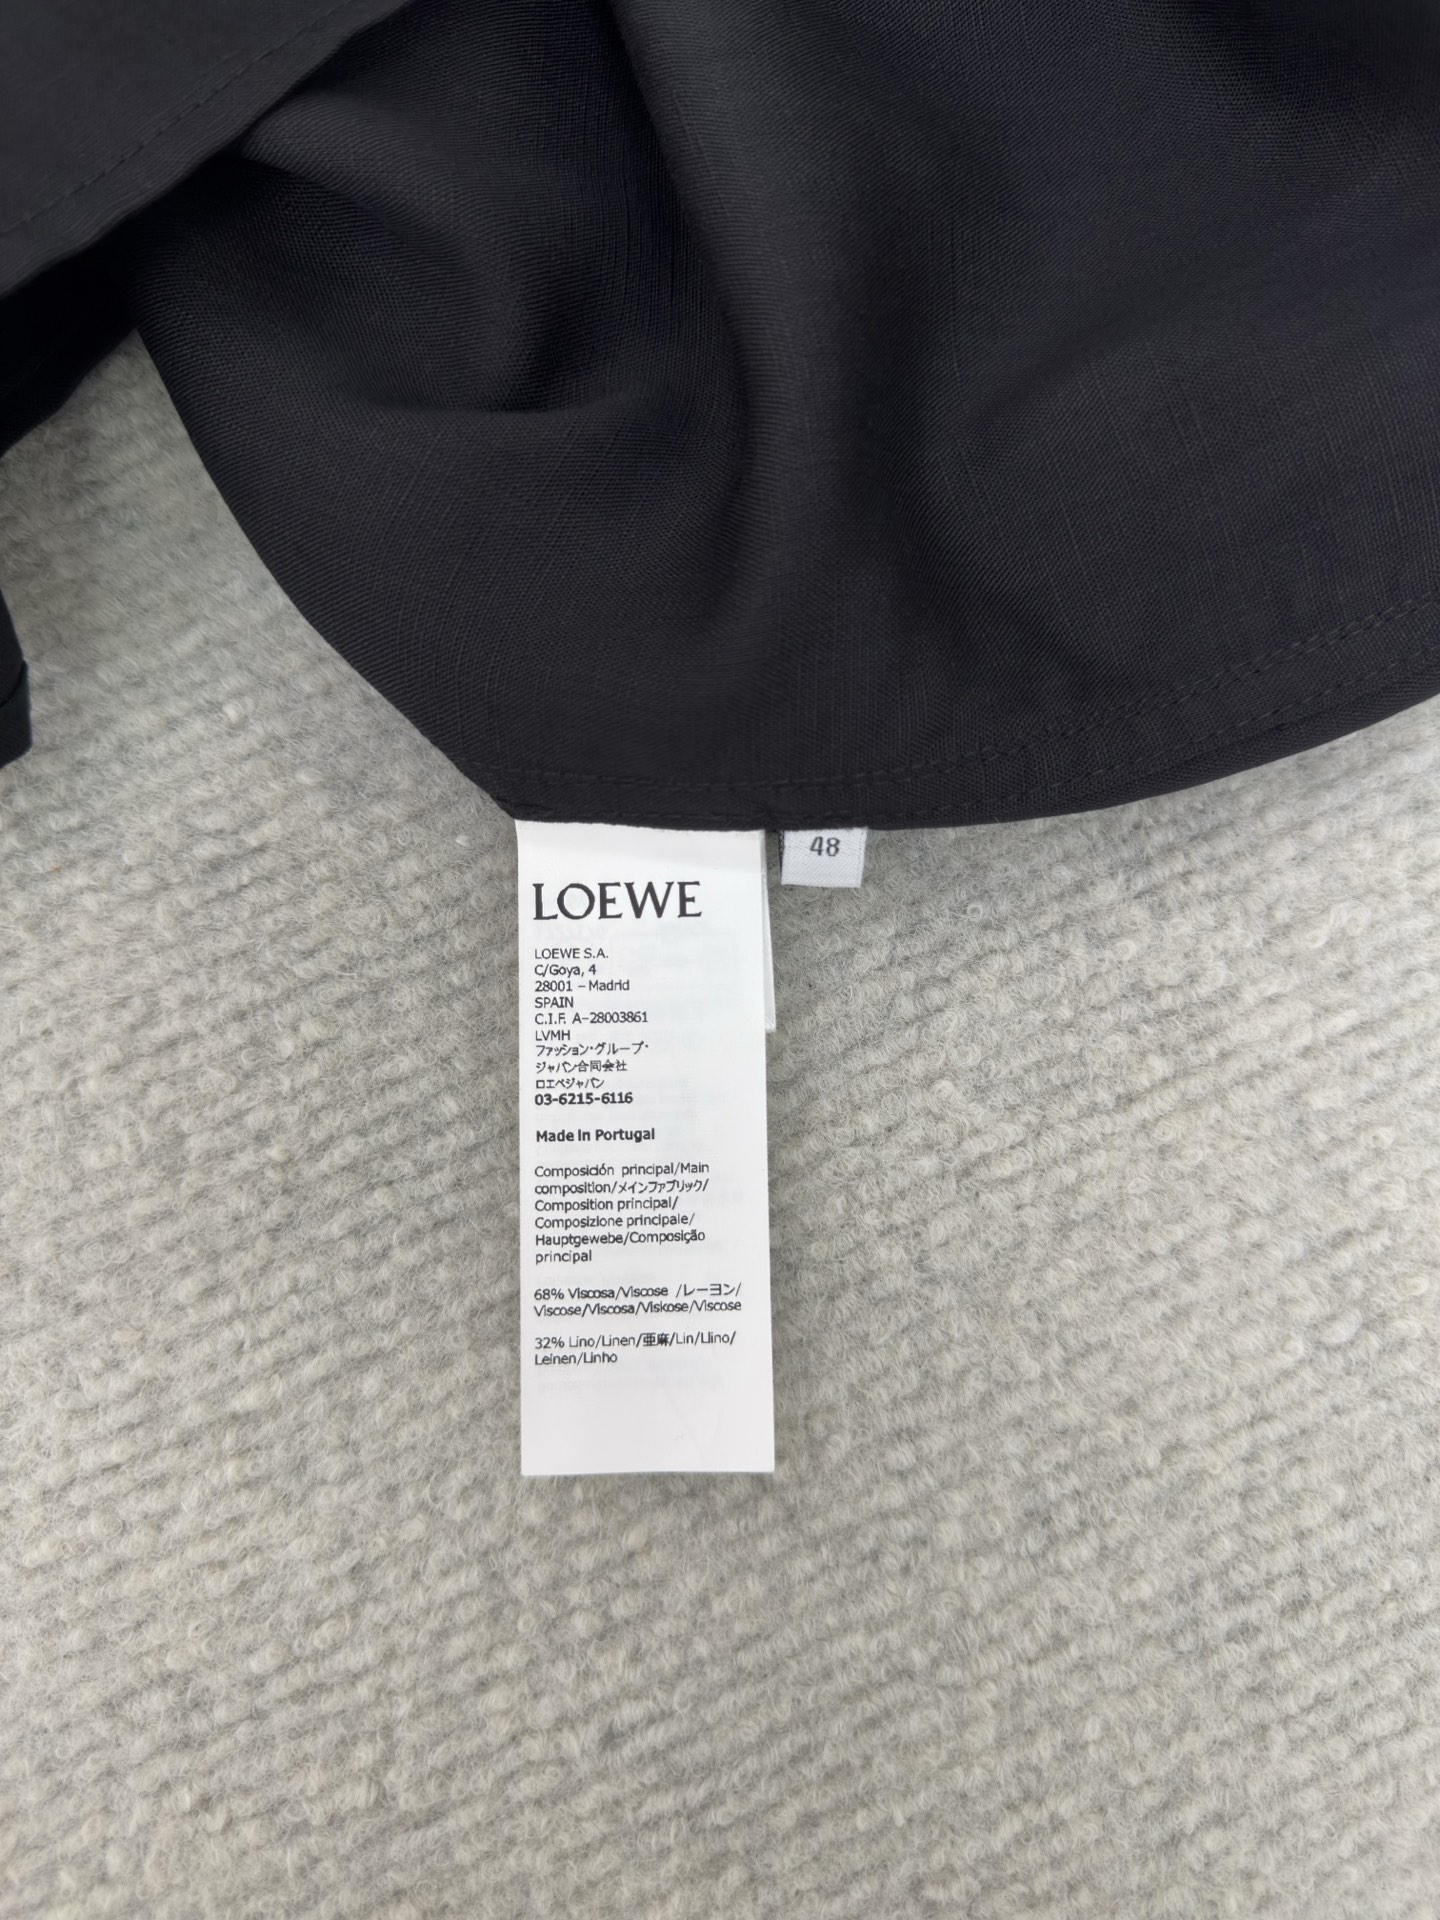 48
LOEWE
LOEWE S.A.
C/Goya, 4
28001 – Madrid
SPAIN
C.I.F. A-28003861
LVMH
ファッション・グループ・
ジャパン合同会社
ロエベジャパン
03-6215-6116
Made in Portugal
Composición principal/Main
composition/メインファブリック/
Composition principal/
Composizione principale/
Hauptgewebe/Composição
principal
68% Viscosa/Viscose /レーヨン/
Viscose/Viscosa/Viskose/Viscose
32% Lino/Linen/亜麻/Lin/Llino/
Leinen/Linho